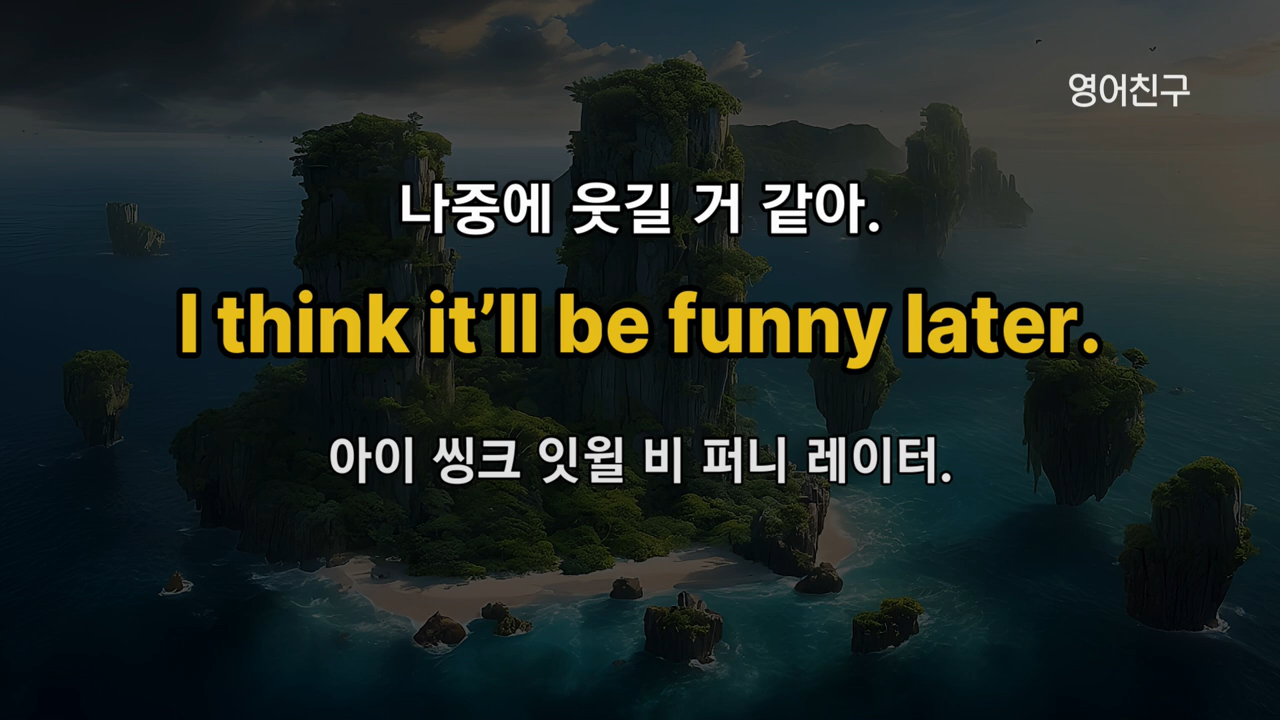 영어친구
나중에 웃길 거 같아.
I think it’ll be funny later.
아이 씽크 잇윌 비 퍼니 레이터.